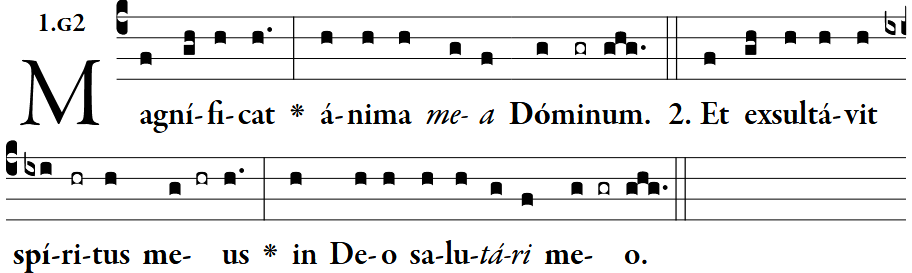 1.G2
Magní-fi-cat * á-nima me-a Dóminum. 2. Et exsultá-vit
spí-ri-tus me- us * in De-o sa-lu-tá-ri me- o.